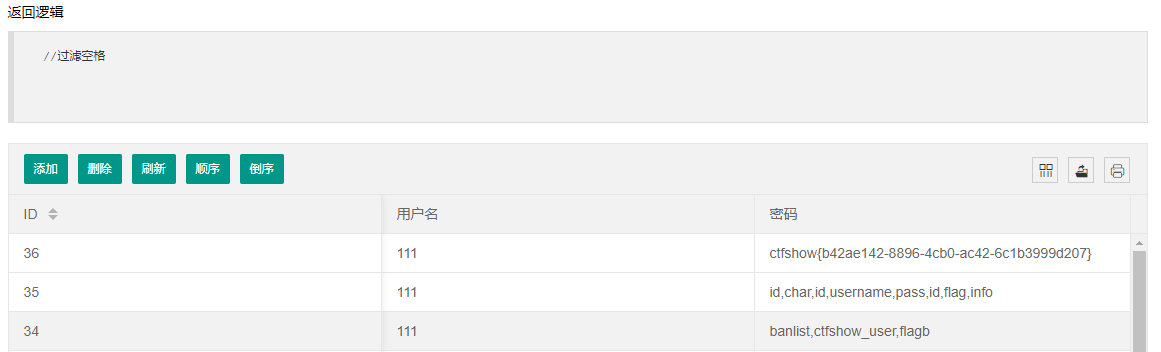 返回逻辑
//过滤空格
添加 删除 刷新 顺序 倒序
ID 用户名 密码
36 111 ctfshow{b42ae142-8896-4cb0-ac42-6c1b3999d207}
35 111 id,char,id,username,pass,id,flag,info
34 111 banlist,ctfshow_user,flagb